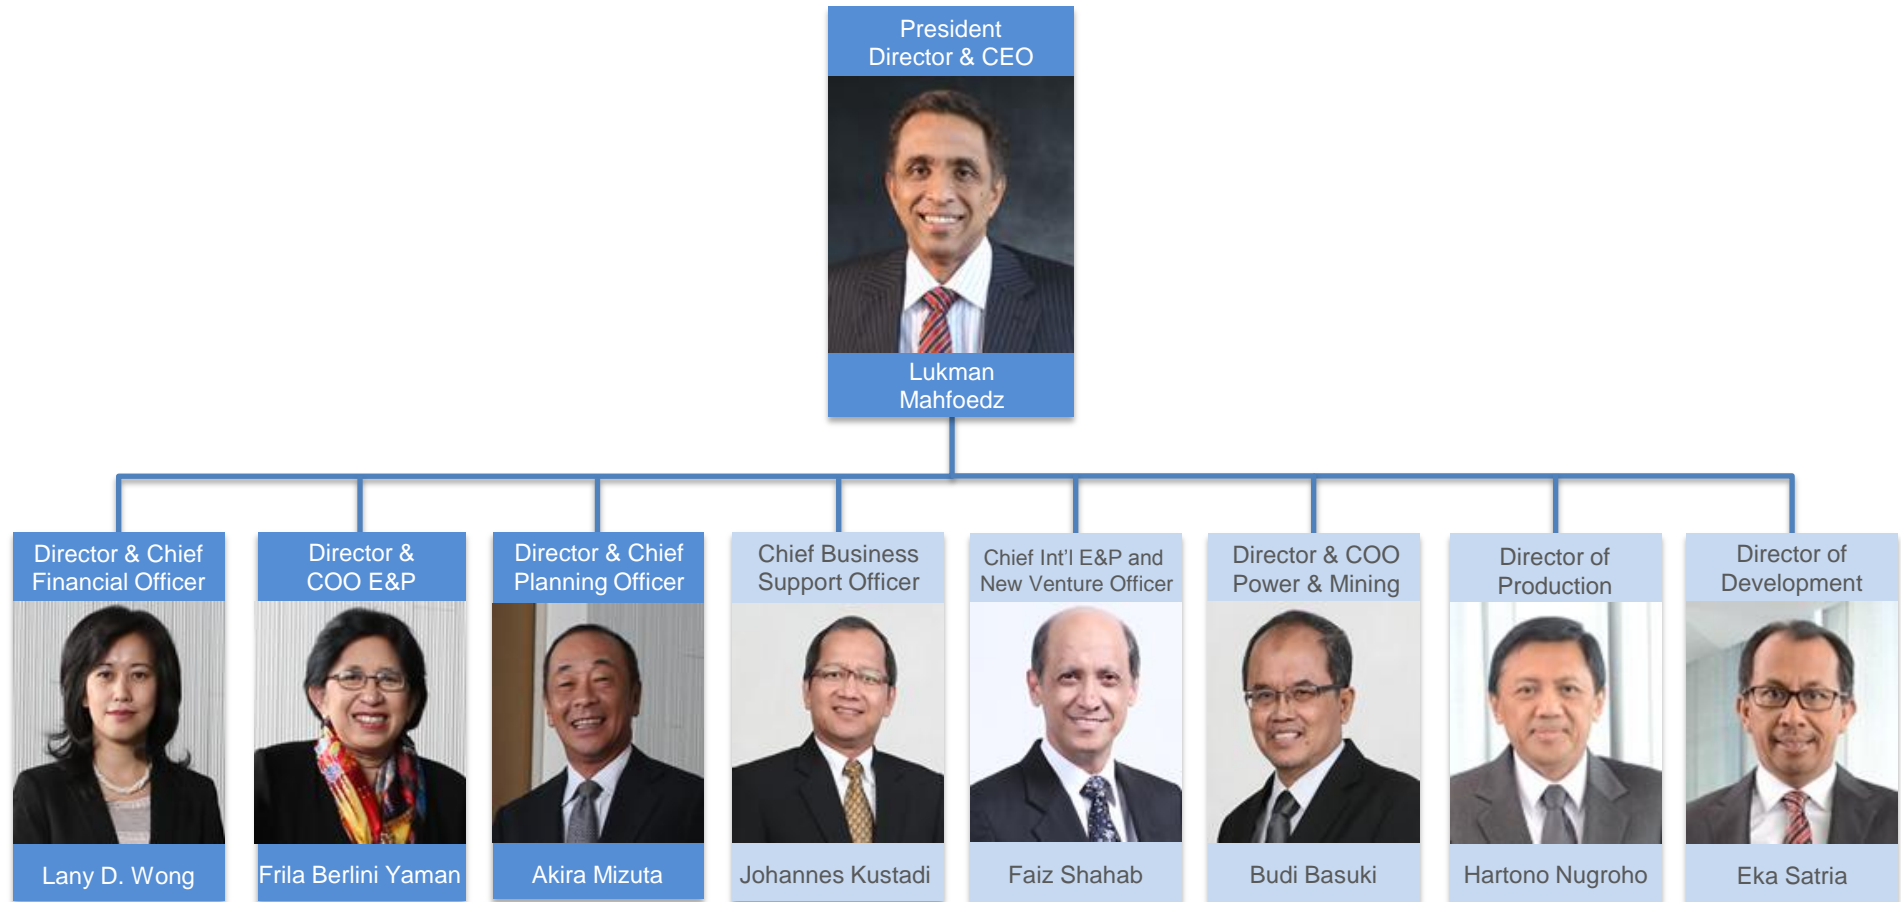 President
Director & CEO
Lukman
Mahfoedz
Director & Chief
Financial Officer
Lany D. Wong
Director &
COO E&P
Frila Berlini Yaman
Director & Chief
Planning Officer
Akira Mizuta
Chief Business
Support Officer
Johannes Kustadi
Chief Int’l E&P and
New Venture Officer
Faiz Shahab
Director & COO
Power & Mining
Budi Basuki
Director of
Production
Hartono Nugroho
Director of
Development
Eka Satria